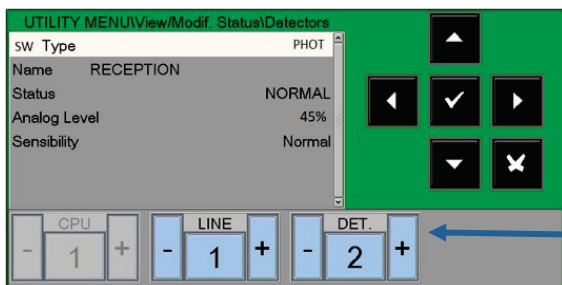 UTILITY MENU\View/Modif. Status\Detectors
SW Type PHOT
Name RECEPTION
Status NORMAL
Analog Level 45%
Sensibility Normal
CPU LINE DET.
- 1 + - 1 + - 2 +